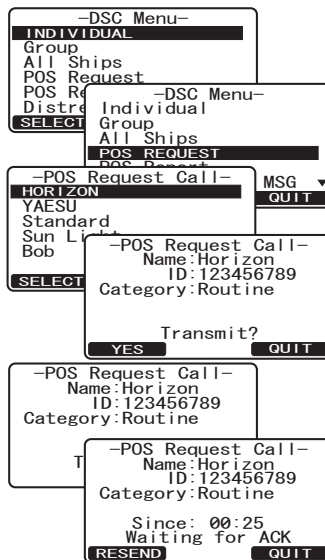 -DSC Menu-
INDIVIDUAL
Group
All Ships
POS Request
POS Re
Distre
SELECT
-DSC Menu-
Individual
Group
All Ships
POS REQUEST
POS Report
MSG ▼
QUIT
-POS Request Call-
HORIZON
YAESU
Standard
Sun Light
Bob
SELECT
-POS Request Call-
Name:Horizon
ID:123456789
Category:Routine
Transmit?
YES QUIT
-POS Request Call-
Name:Horizon
ID:123456789
Category:Routine
T
-POS Request Call-
Name:Horizon
ID:123456789
Category:Routine
Since: 00:25
Waiting for ACK
RESEND QUIT